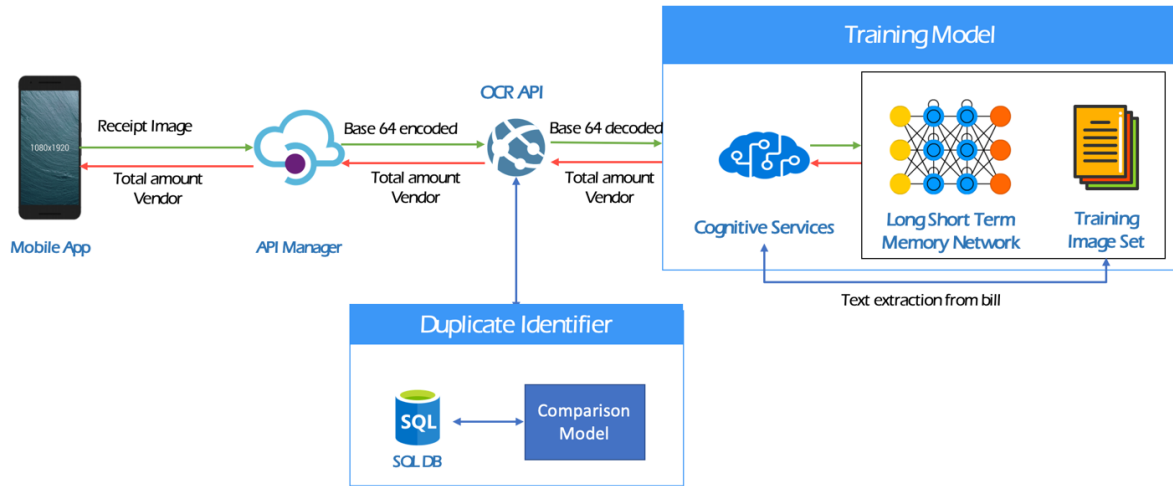 Training Model
OCR API
Receipt Image
Base 64 encoded
Base 64 decoded
1080x1920
Total amount
Vendor
Total amount
Vendor
Total amount
Vendor
Mobile App
API Manager
Cognitive Services
Long Short Term
Memory Network
Training
Image Set
Text extraction from bill
Duplicate Identifier
SQL
SQL DB
Comparison
Model